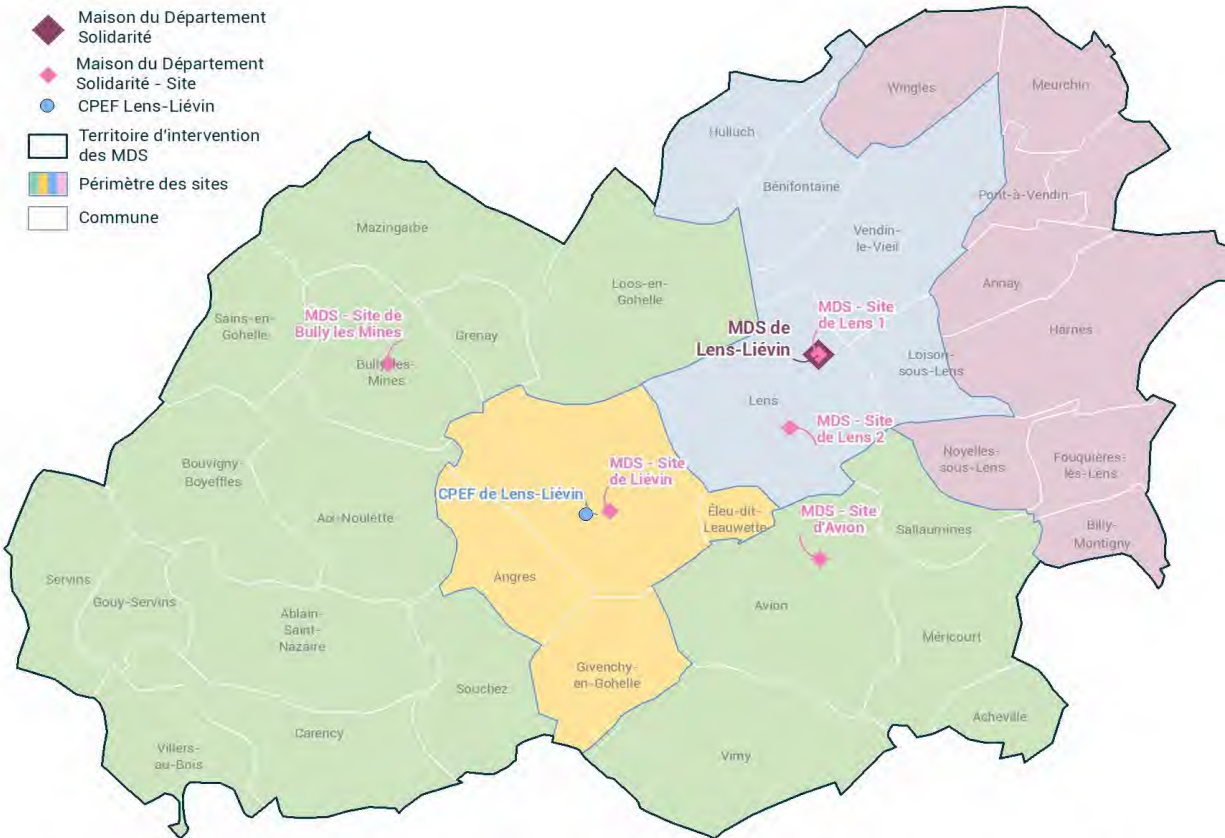 Maison du Département
Solidarité
Maison du Département
Solidarité - Site
CPEF Lens-Liévin
Territoire d'intervention
des MDS
Périmètre des sites
Commune
Wingles
Meurchin
Hulluch
Bénifontaine
Pont-à-Vendin
Mazingarbe
Vendin-
le-Vieil
Loos-en-
Gohelle
Annay
Sains-en-
Gohelle
MDS - Site de
Bully les Mines
Grenay
MDS - Site
de Lens 1
MDS de
Lens-Liévin
Harnes
Bully-les-
Mines
Loison-
sous-Lens
Lens
MDS - Site
de Lens 2
Noyelles-
sous-Lens
Fouquières-
lès-Lens
Bouvigny-
Boyeffles
MDS - Site
de Liévin
CPEF de Lens-Liévin
Aix-Noulette
Éleu-dit-
Leauwette
MDS - Site
d'Avion
Sallaumines
Billy-
Montigny
Servins
Gouy-Servins
Angres
Ablain-
Saint-
Nazaire
Avion
Méricourt
Souchez
Givenchy-
en-Gohelle
Acheville
Carency
Villers-
au-Bois
Vimy